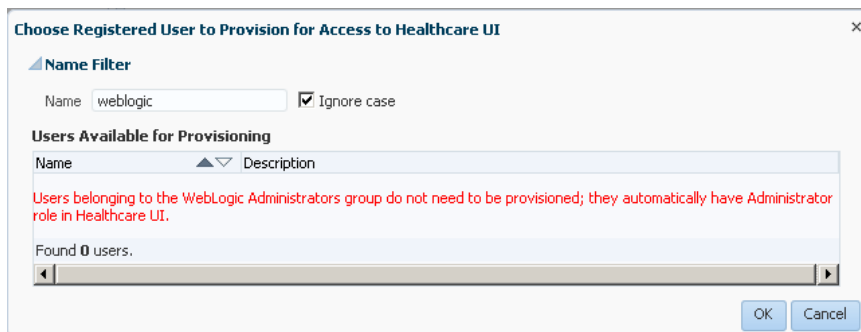 Choose Registered User to Provision for Access to Healthcare UI
Name Filter
Name weblogic Ignore case
Users Available for Provisioning
Name Description
Users belonging to the WebLogic Administrators group do not need to be provisioned; they automatically have Administrator
role in Healthcare UI.
Found 0 users.
OK Cancel